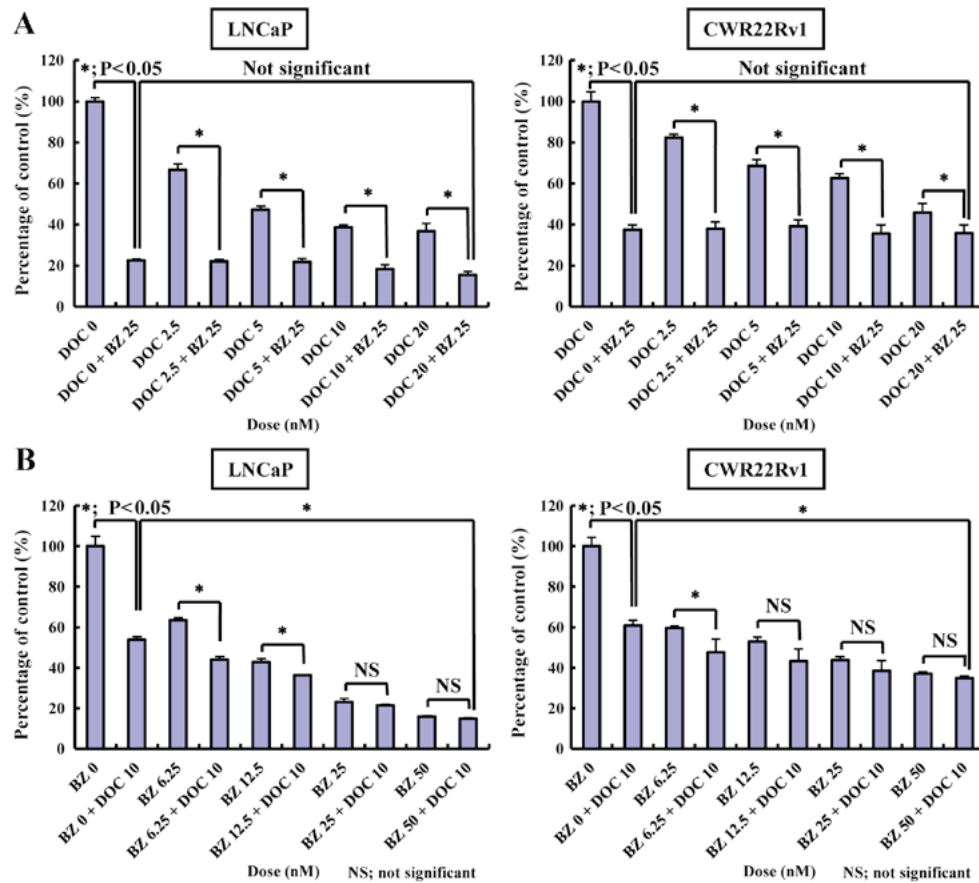 A
LNCaP
CWR22Rv1
Percentage of control (%)
120
100
80
60
40
20
0
*; P<0.05
Not significant
*
*
*
*
DOC 0
DOC 0 + BZ 25
DOC 2.5
DOC 2.5 + BZ 25
DOC 5
DOC 5 + BZ 25
DOC 10
DOC 10 + BZ 25
DOC 20
DOC 20 + BZ 25
Dose (nM)
Percentage of control (%)
120
100
80
60
40
20
0
*; P<0.05
Not significant
*
*
*
*
DOC 0
DOC 0 + BZ 25
DOC 2.5
DOC 2.5 + BZ 25
DOC 5
DOC 5 + BZ 25
DOC 10
DOC 10 + BZ 25
DOC 20
DOC 20 + BZ 25
Dose (nM)
B
LNCaP
CWR22Rv1
Percentage of control (%)
120
100
80
60
40
20
0
*; P<0.05
*
*
*
NS
NS
BZ 0
BZ 0 + DOC 10
BZ 6.25
BZ 6.25 + DOC 10
BZ 12.5
BZ 12.5 + DOC 10
BZ 25
BZ 25 + DOC 10
BZ 50
BZ 50 + DOC 10
Dose (nM)
NS; not significant
Percentage of control (%)
120
100
80
60
40
20
0
*; P<0.05
*
*
NS
NS
NS
BZ 0
BZ 0 + DOC 10
BZ 6.25
BZ 6.25 + DOC 10
BZ 12.5
BZ 12.5 + DOC 10
BZ 25
BZ 25 + DOC 10
BZ 50
BZ 50 + DOC 10
Dose (nM)
NS; not significant